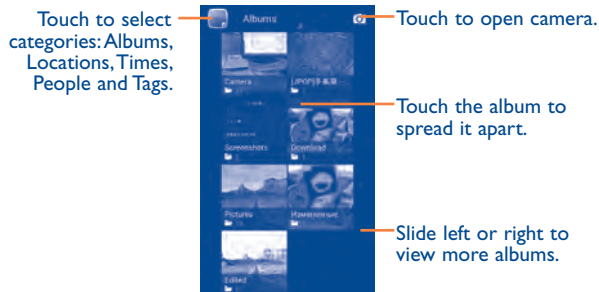 Touch to select
categories: Albums,
Locations, Times,
People and Tags.
Albums
Touch to open camera.
Camera
Touch the album to
spread it apart.
Screenshots
Download
Pictures
Измененные
Slide left or right to
view more albums.
Edited